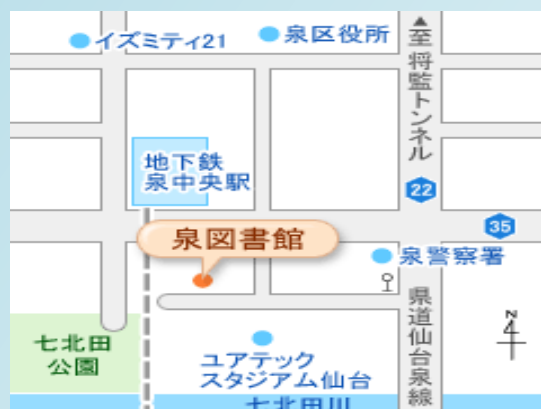 イズミティ21
泉区役所
至将監トンネル
地下鉄
泉中央駅
22
35
泉図書館
泉警察署
県道仙台泉線
N
七北田
公園
ユアテック
スタジアム仙台
七北田川